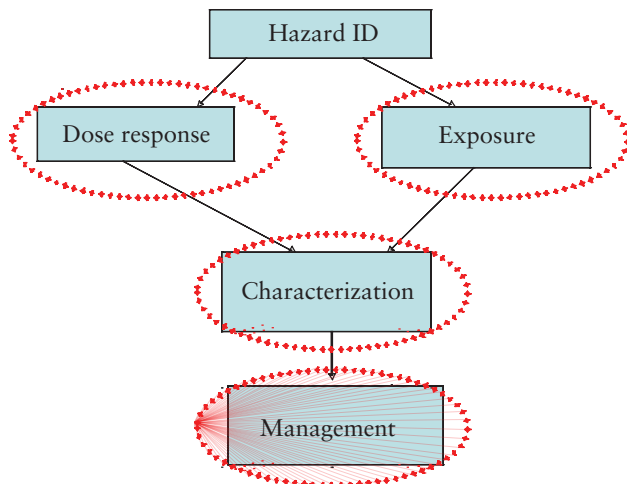 Hazard ID
Dose response
Exposure
Characterization
Management